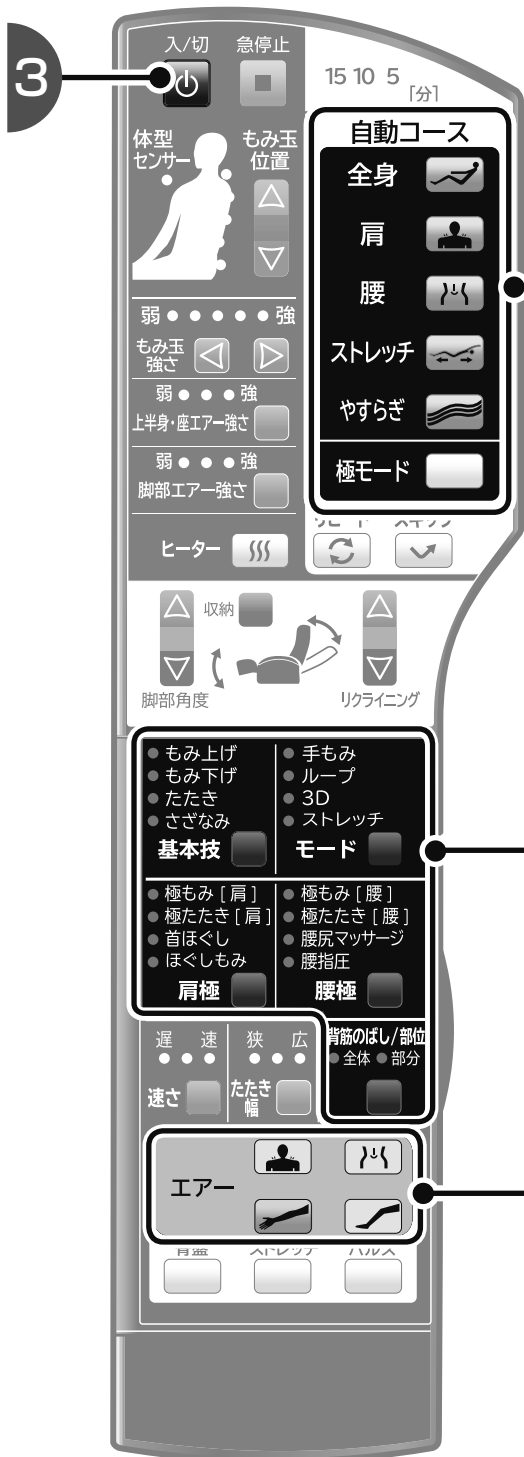 3
入/切 急停止
15 10 5
[分]
体型
センサー
もみ玉
位置
自動コース
全身
肩
腰
ストレッチ
やすらぎ
極モード
弱 強
もみ玉
強さ
弱 強
上半身・座エアー強さ
弱 強
脚部エアー強さ
ヒーター
収納
脚部角度
リクライニング
もみ上げ
もみ下げ
たたき
さざなみ
基本技
手もみ
ループ
3D
ストレッチ
モード
極もみ [ 肩 ]
極たたき [ 肩 ]
首ほぐし
ほぐしもみ
肩極
極もみ [ 腰 ]
極たたき [ 腰 ]
腰尻マッサージ
腰指圧
腰極
遅 速
速さ
狭 広
たたき
幅
背筋のばし/部位
全体 部分
エアー